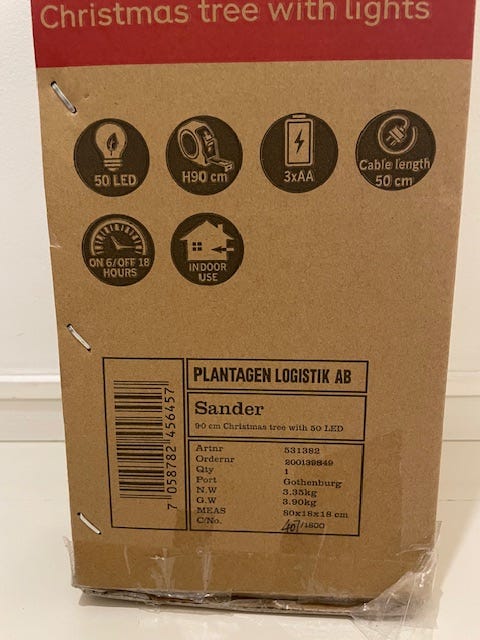 Christmas tree with lights
50 LED
H90 cm
3xAA
Cable length
50 cm
ON 6/OFF 18
HOURS
INDOOR
USE
PLANTAGEN LOGISTIK AB
Sander
90 cm Christmas tree with 50 LED
Artnr 531382
Ordernr 200139849
Qty 1
Port Gothenburg
N.W 3.35kg
G.W 3.90kg
MEAS 80x18x18 cm
C/No. 407/1800
7 058782 456457